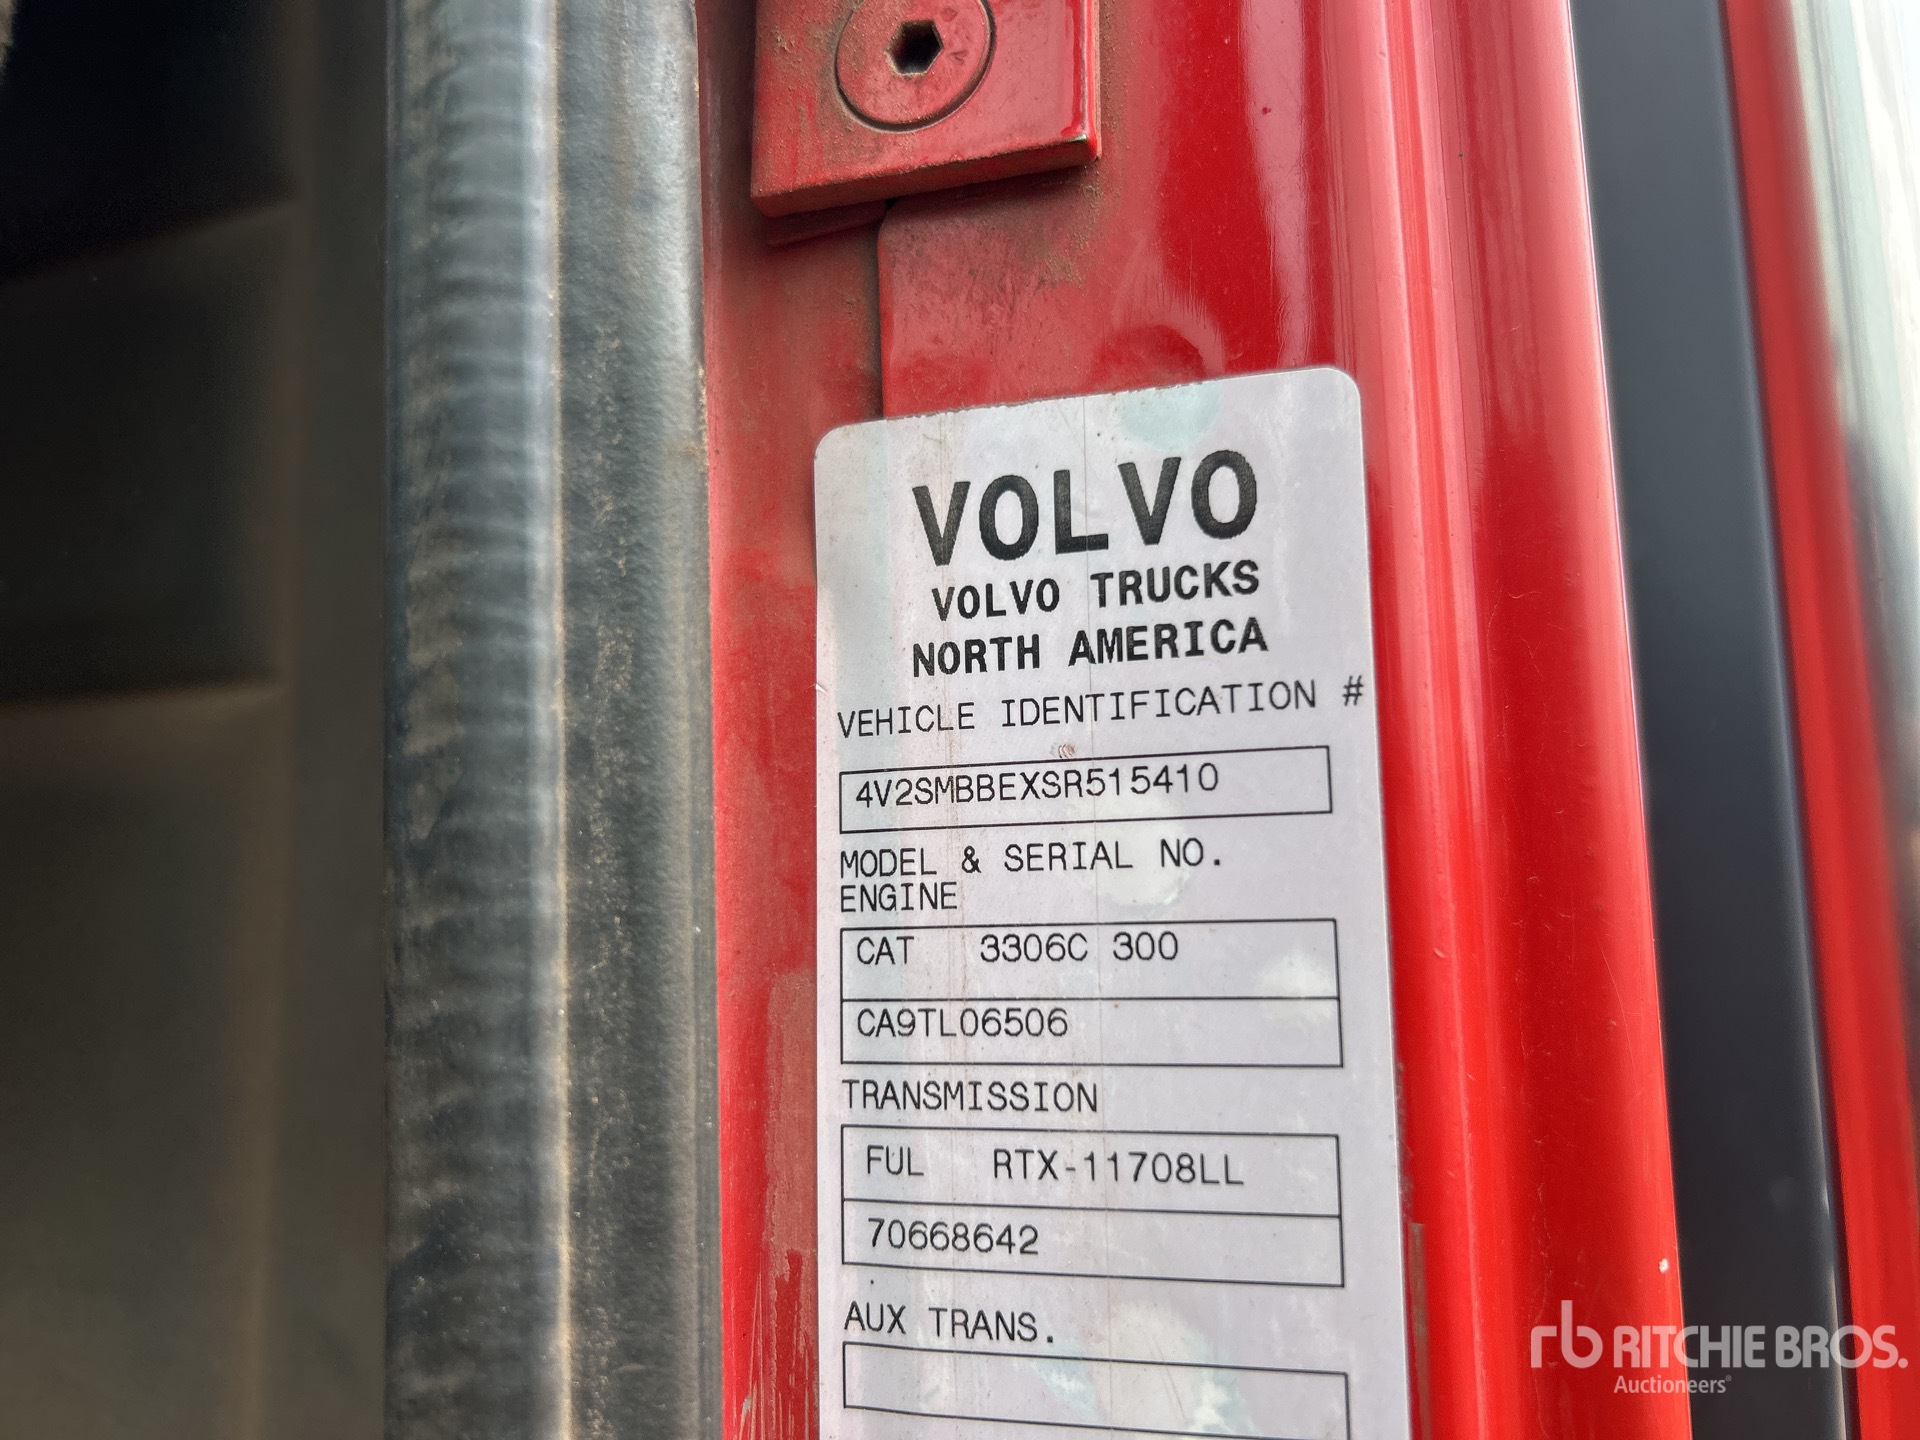 VOLVO
VOLVO TRUCKS
NORTH AMERICA
VEHICLE IDENTIFICATION #
4V2SMBBEXSR515410
MODEL & SERIAL NO.
ENGINE
CAT 3306C 300
CA9TL06506
TRANSMISSION
FUL RTX-11708LL
70668642
AUX TRANS.
rb RITCHIE BROS.
Auctioneers®